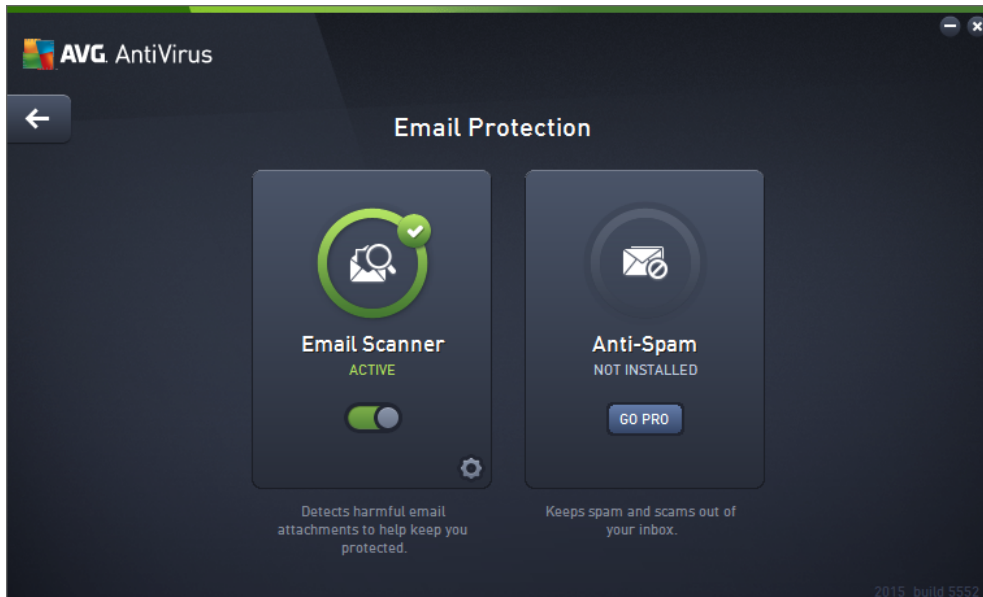 AVG. AntiVirus
Email Protection
Email Scanner
ACTIVE
Detects harmful email
attachments to help keep you
protected.
Anti-Spam
NOT INSTALLED
GO PRO
Keeps spam and scams out of
your inbox.
2015 build 5552